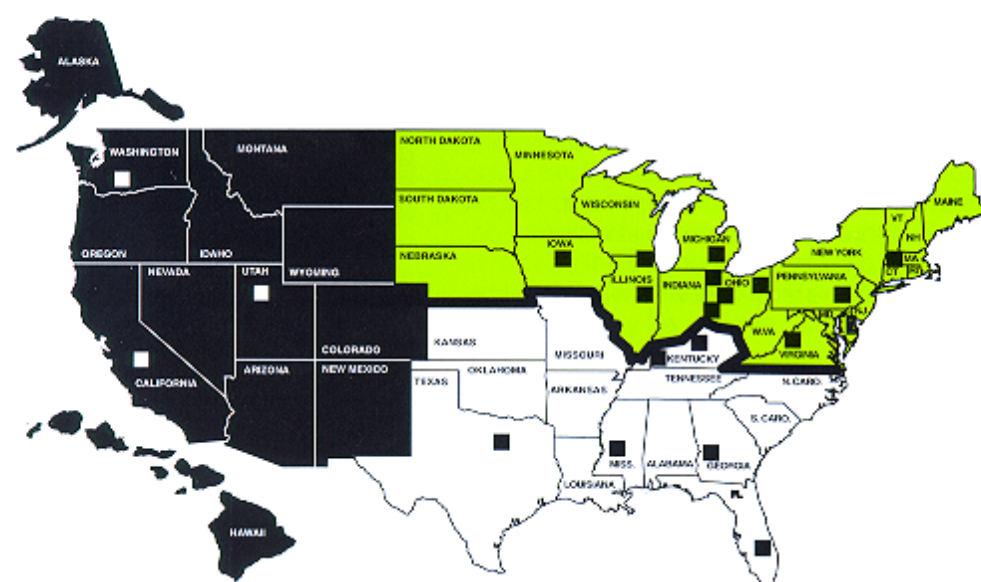 ALASKA
WASHINGTON
MONTANA
NORTH DAKOTA
MINNESOTA
SOUTH DAKOTA
WISCONSIN
MAINE
VT
NH
MICHIGAN
NEW YORK
OREGON
IDAHO
NEBRASKA
IOWA
MA
NEVADA
UTAH
WYOMING
ILLINOIS
INDIANA
OHIO
PENNSYLVANIA
CT
NJ
W.VA
VIRGINIA
COLORADO
KANSAS
MISSOURI
KENTUCKY
CALIFORNIA
ARIZONA
NEW MEXICO
TEXAS
OKLAHOMA
ARKANSAS
TENNESSEE
N.CARO.
S.CARO.
MISS.
ALABAMA
GEORGIA
LOUISIANA
FL.
HAWAII